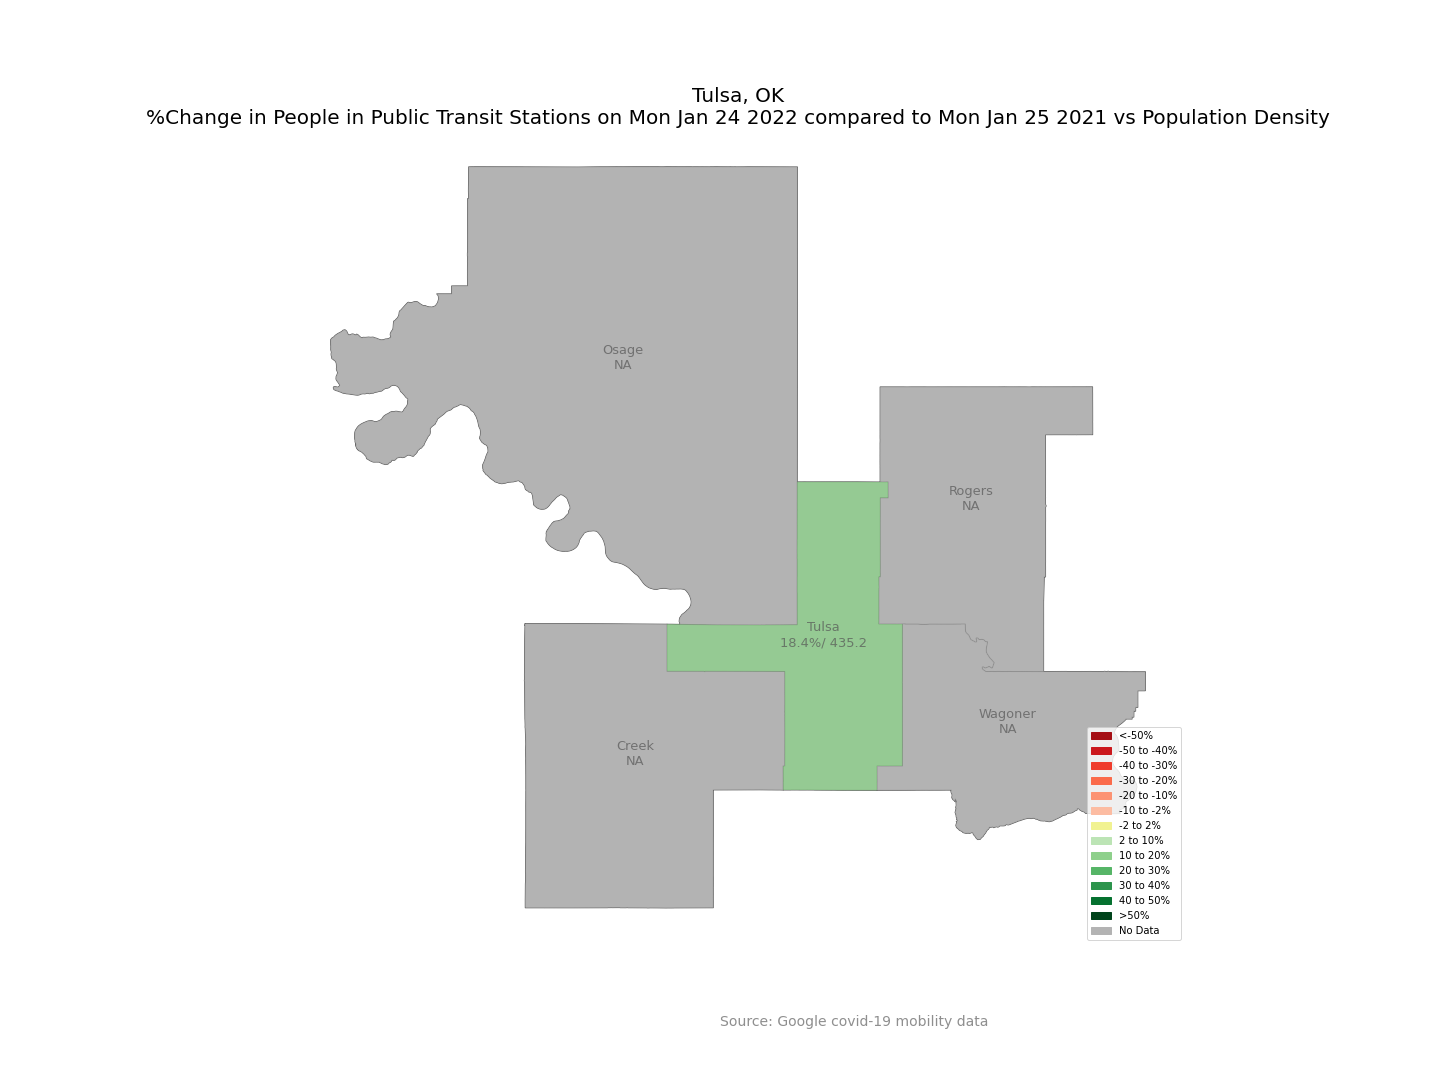 Tulsa, OK
%Change in People in Public Transit Stations on Mon Jan 24 2022 compared to Mon Jan 25 2021 vs Population Density
Osage
NA
Rogers
NA
Tulsa
18.4%/ 435.2
Wagoner
NA
Creek
NA
<-50%
-50 to -40%
-40 to -30%
-30 to -20%
-20 to -10%
-10 to -2%
-2 to 2%
2 to 10%
10 to 20%
20 to 30%
30 to 40%
40 to 50%
>50%
No Data
Source: Google covid-19 mobility data